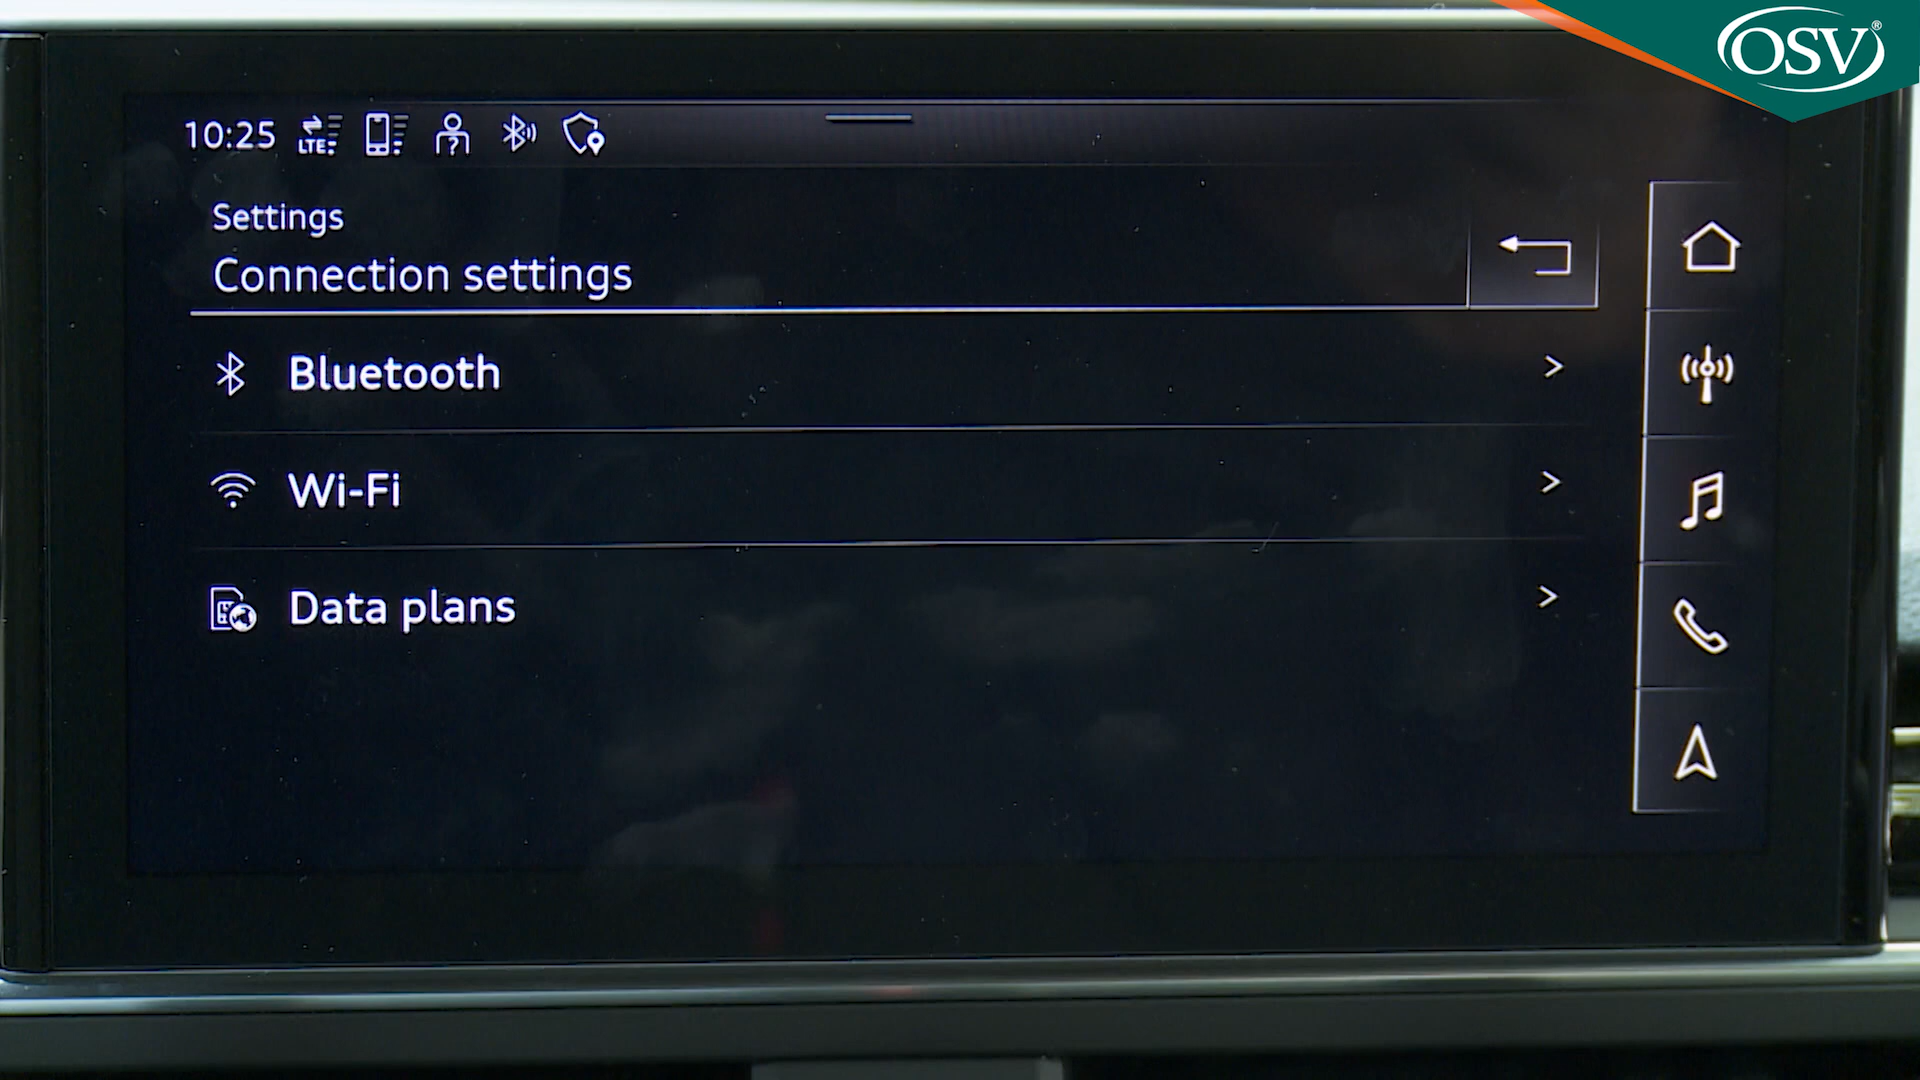 OSV®
10:25
LTE
?
Settings
Connection settings
Bluetooth
Wi-Fi
Data plans